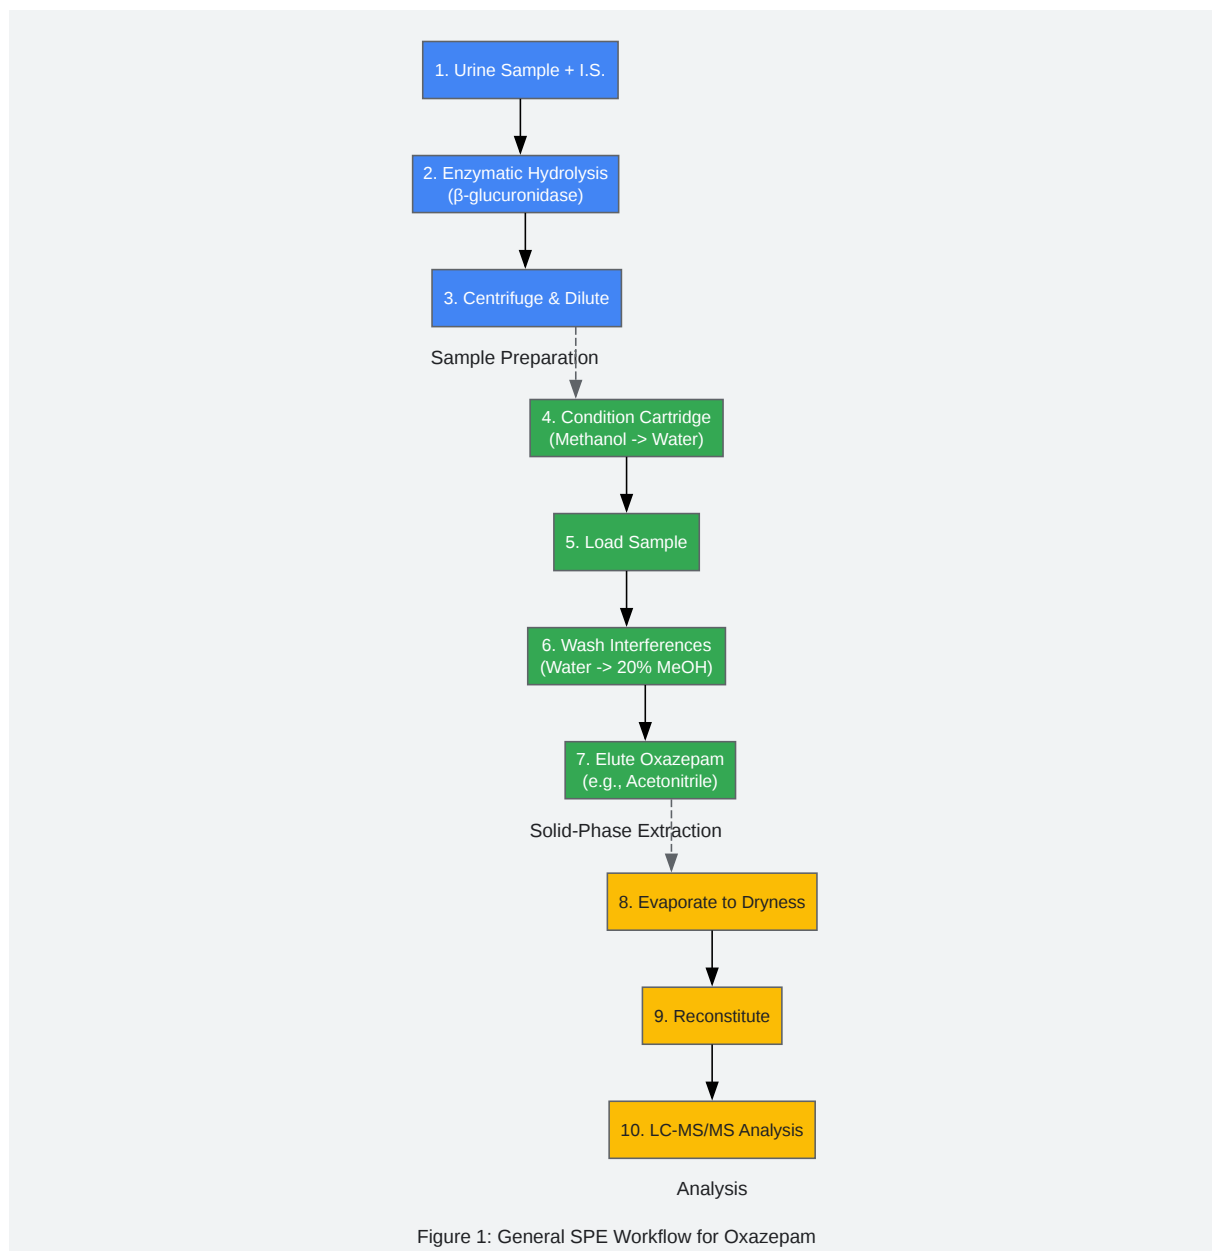 1. Urine Sample + I.S.
2. Enzymatic Hydrolysis
(β-glucuronidase)
3. Centrifuge & Dilute
Sample Preparation
4. Condition Cartridge
(Methanol -> Water)
5. Load Sample
6. Wash Interferences
(Water -> 20% MeOH)
7. Elute Oxazepam
(e.g., Acetonitrile)
Solid-Phase Extraction
8. Evaporate to Dryness
9. Reconstitute
10. LC-MS/MS Analysis
Analysis
Figure 1: General SPE Workflow for Oxazepam